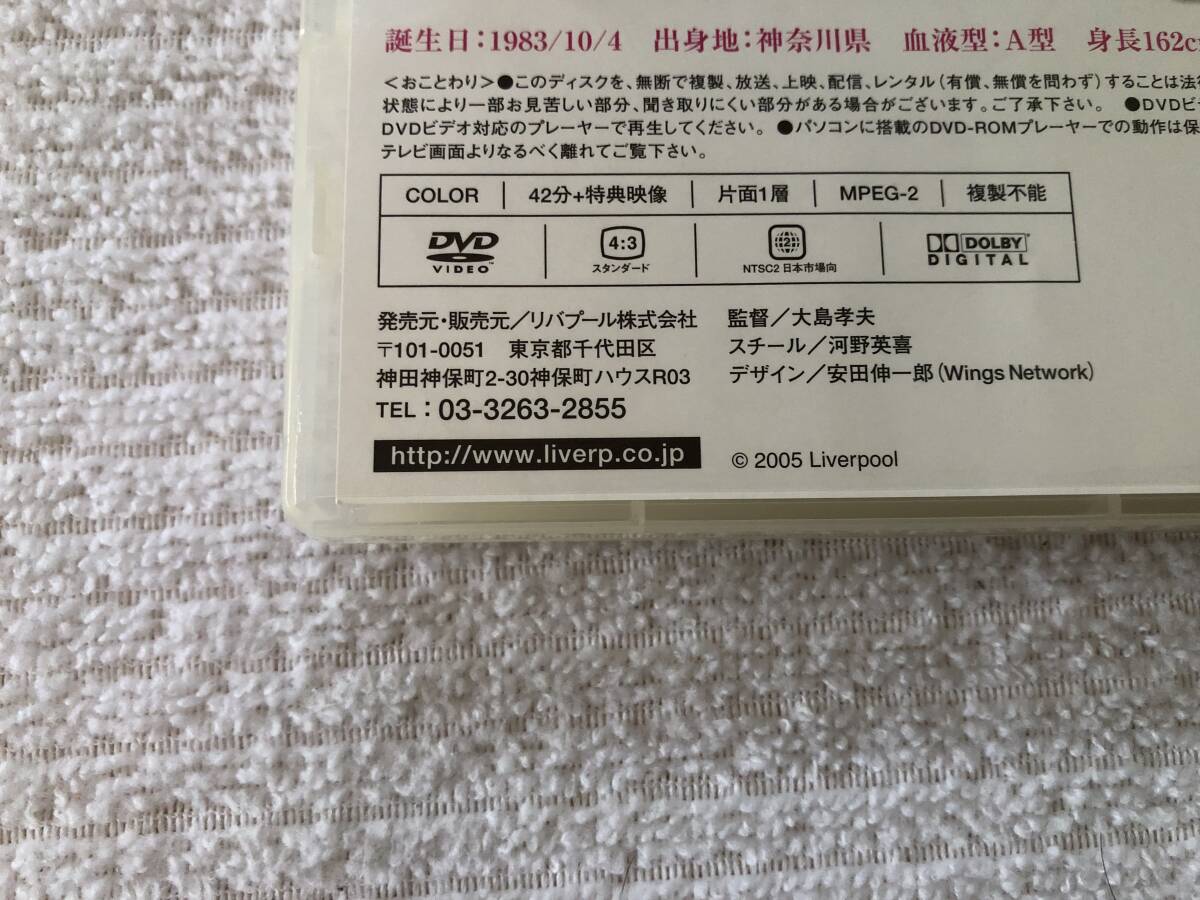 誕生日：1983/10/4 出身地：神奈川県 血液型：A型 身長162c
＜おことわり＞●このディスクを、無断で複製、放送、上映、配信、レンタル（有償、無償を問わず）することは法
状態により一部お見苦しい部分、聞き取りにくい部分がある場合がございます。ご了承下さい。 ●DVDビ
DVDビデオ対応のプレーヤーで再生してください。 ●パソコンに搭載のDVD-ROMプレーヤーでの動作は保
テレビ画面よりなるべく離れてご覧下さい。
COLOR 42分+特典映像 片面1層 MPEG-2 複製不能
DVD VIDEO 4:3 スタンダード 2 NTSC2 日本市場向 DOLBY DIGITAL
発売元・販売元／リバプール株式会社
〒101-0051 東京都千代田区
神田神保町2-30神保町ハウスR03
TEL：03-3263-2855
http://www.liverp.co.jp
監督／大島孝夫
スチール／河野英喜
デザイン／安田伸一郎（Wings Network）
© 2005 Liverpool